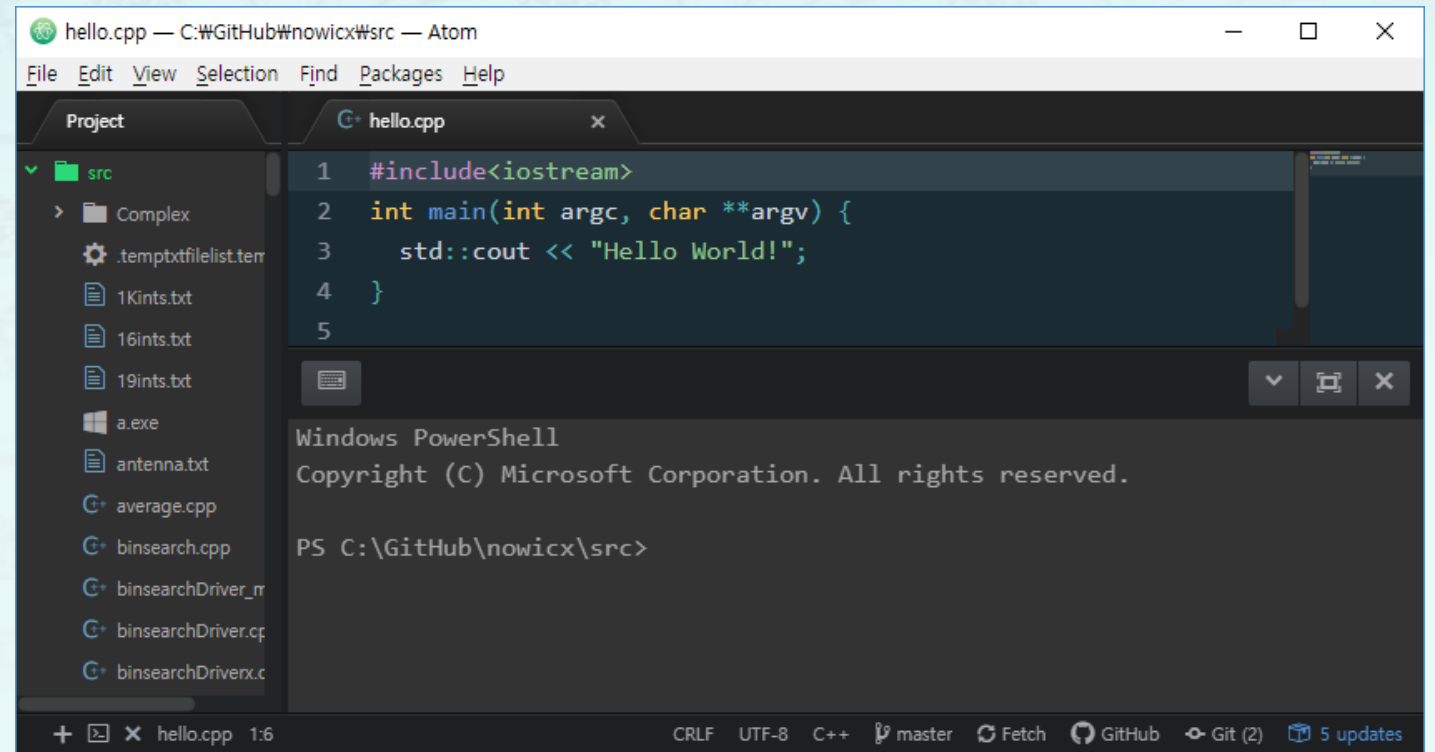 hello.cpp — C:₩GitHub₩nowicx₩src — Atom
File Edit View Selection Find Packages Help
Project
src
Complex
.temptxtfilelist.tem
1Kints.txt
16ints.txt
19ints.txt
a.exe
antenna.txt
average.cpp
binsearch.cpp
binsearchDriver_m
binsearchDriver.cp
binsearchDriverx.c
hello.cpp
1 #include<iostream>
2 int main(int argc, char **argv) {
3 std::cout << "Hello World!";
4 }
5
Windows PowerShell
Copyright (C) Microsoft Corporation. All rights reserved.
PS C:\GitHub\nowicx\src>
hello.cpp 1:6 CRLF UTF-8 C++ master Fetch GitHub Git (2) 5 updates